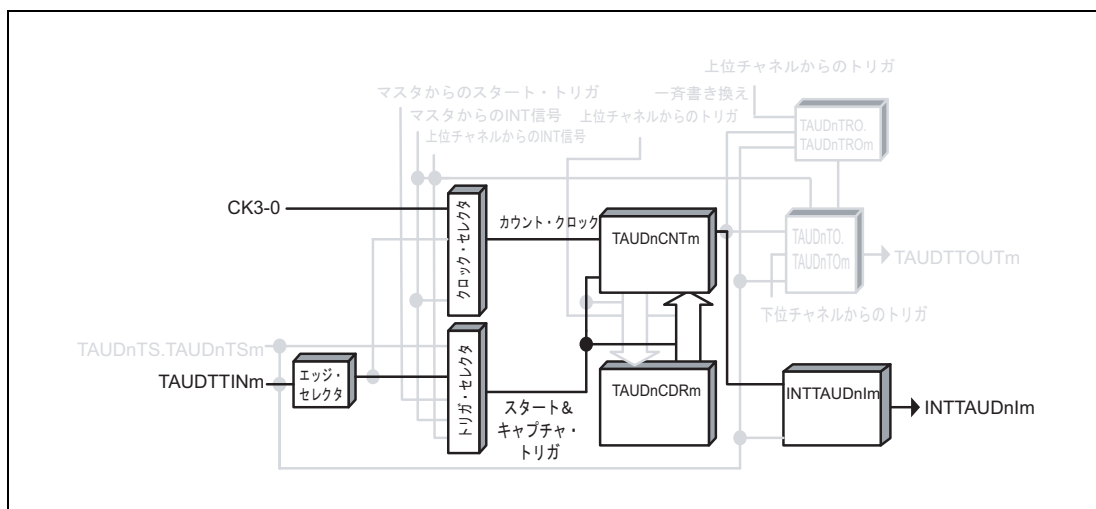 上位チャネルからのトリガ
マスタからのスタート・トリガ
一斉書き換え
マスタからのINT信号
上位チャネルからのトリガ
上位チャネルからのINT信号
TAUDnTRO.
TAUDnTROm
CK3-0
クロック・セレクタ
カウント・クロック
TAUDnCNTm
TAUDnTO.
TAUDnTOm
TAUDTTOUTm
下位チャネルからのトリガ
TAUDnTS.TAUDnTSm
TAUDTTINm
エッジ・
セレクタ
トリガ・セレクタ
スタート&
キャプチャ・
トリガ
TAUDnCDRm
INTTAUDnIm
INTTAUDnIm